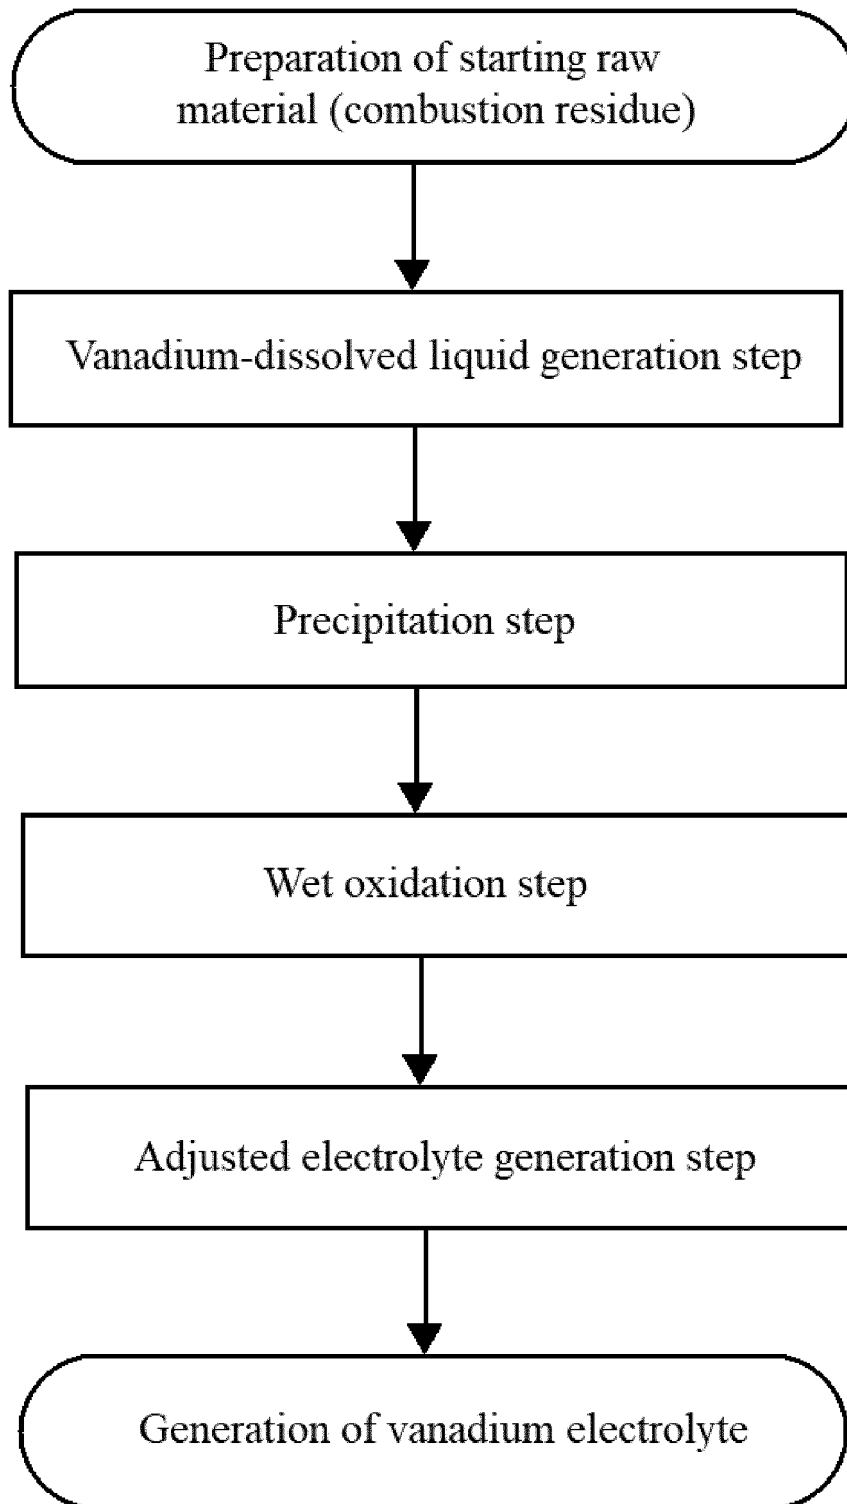 Preparation of starting raw
material (combustion residue)
Vanadium-dissolved liquid generation step
Precipitation step
Wet oxidation step
Adjusted electrolyte generation step
Generation of vanadium electrolyte